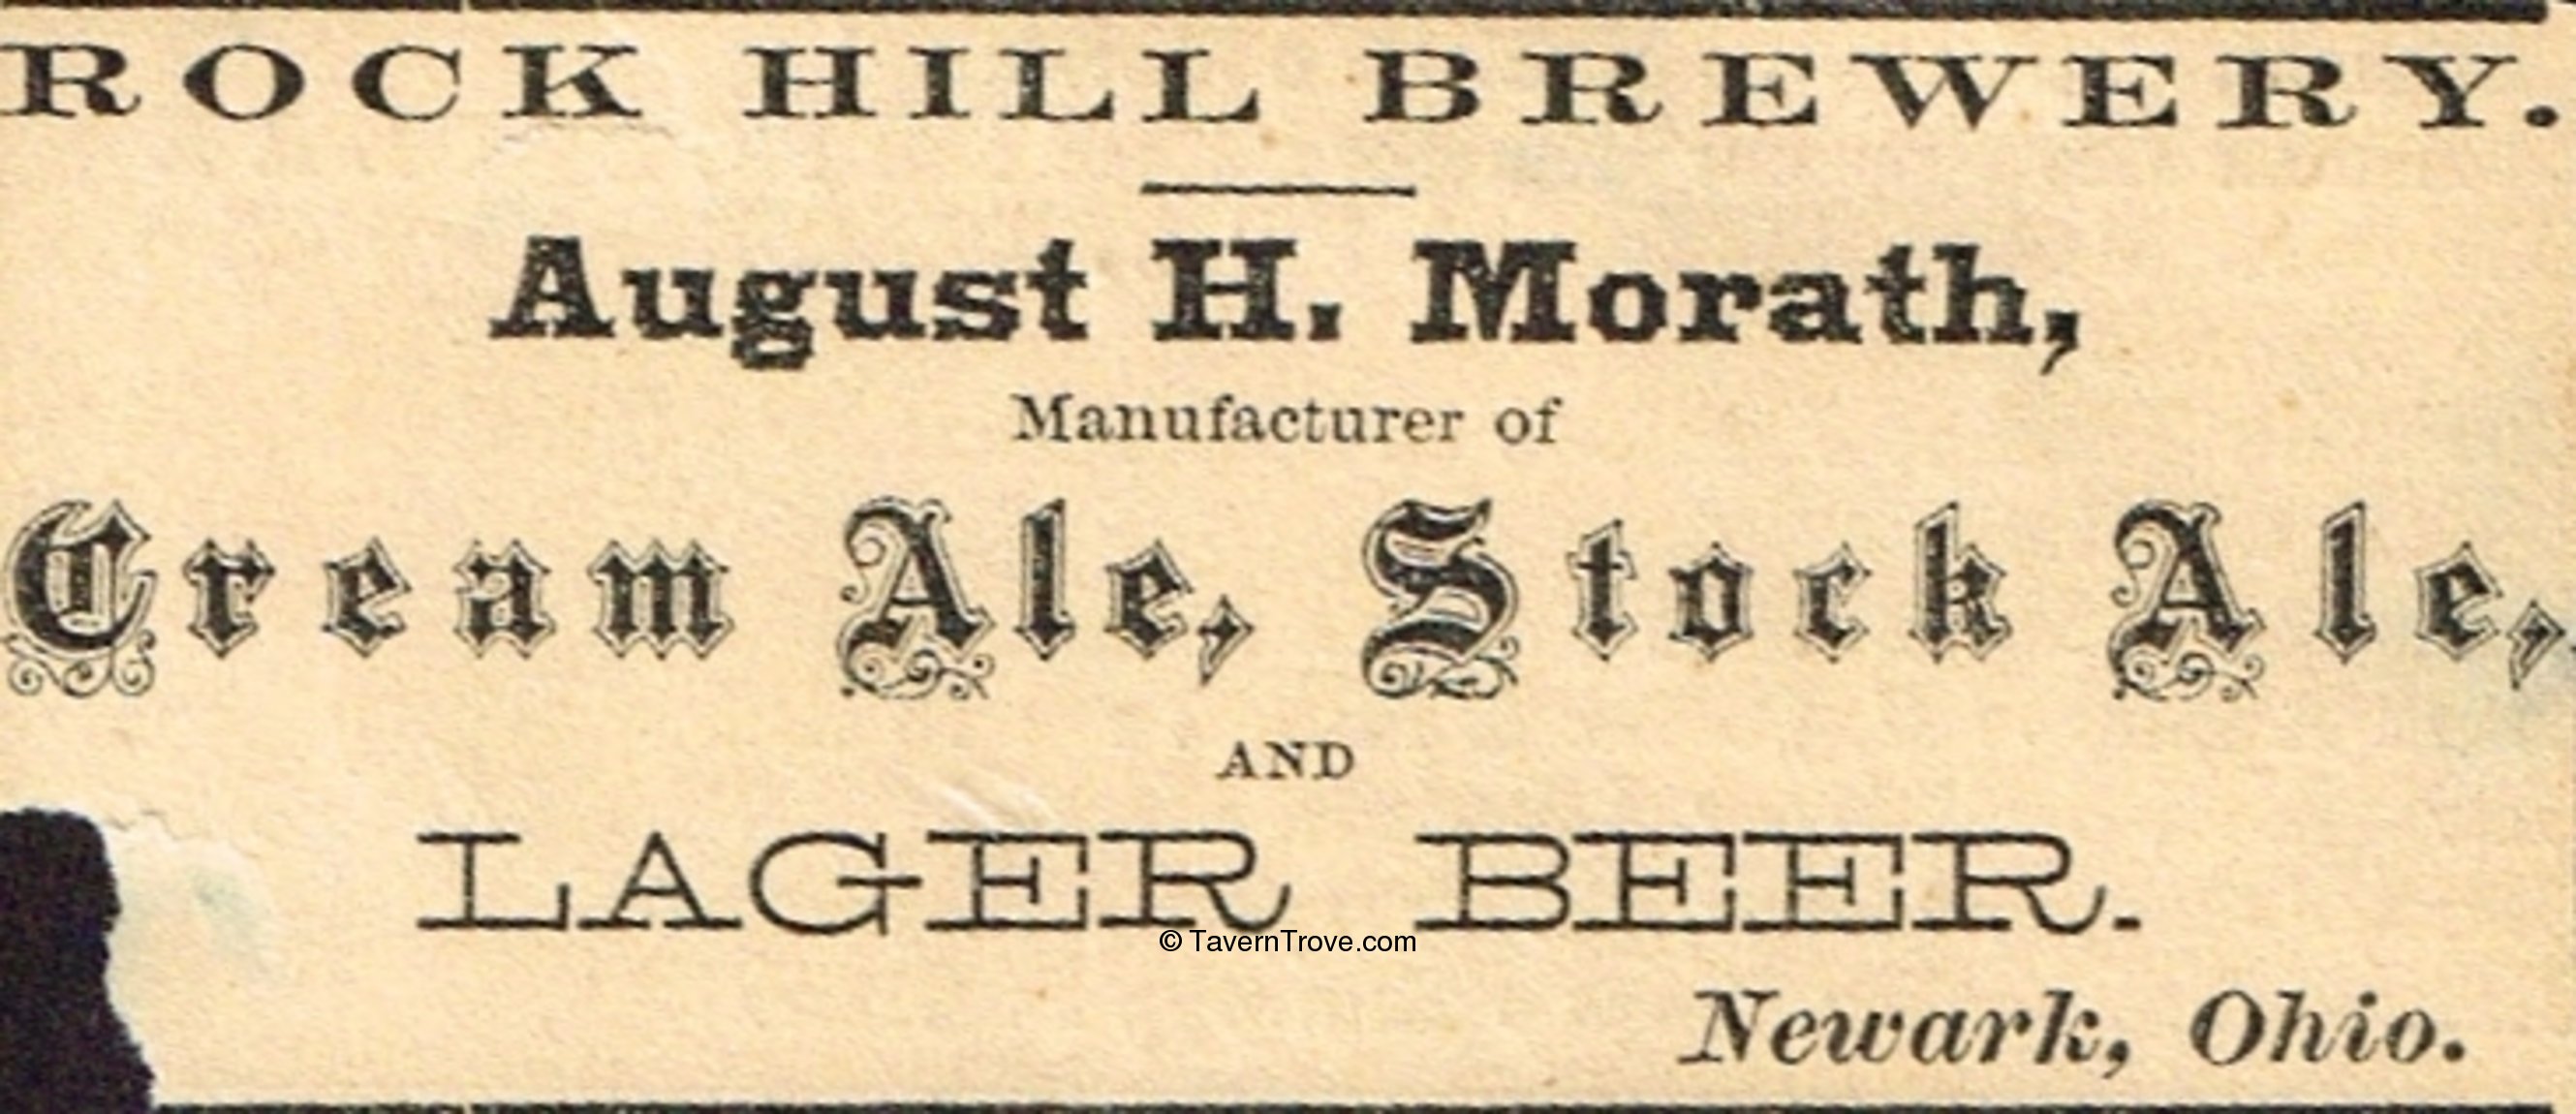 ROCK HILL BREWERY.
August H. Morath,
Manufacturer of
Cream Ale, Stock Ale,
AND
LAGER BEER.
© TavernTrove.com
Newark, Ohio.